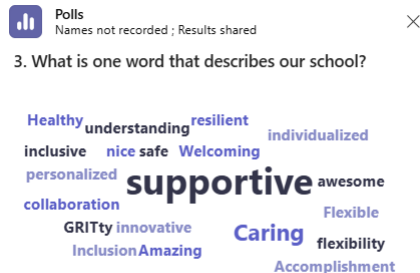 Polls
Names not recorded ; Results shared
3. What is one word that describes our school?
Healthy understanding resilient
individualized
inclusive nice safe Welcoming
personalized supportive awesome
collaboration
Flexible
GRITty innovative Caring
flexibility
Inclusion Amazing
Accomplishment